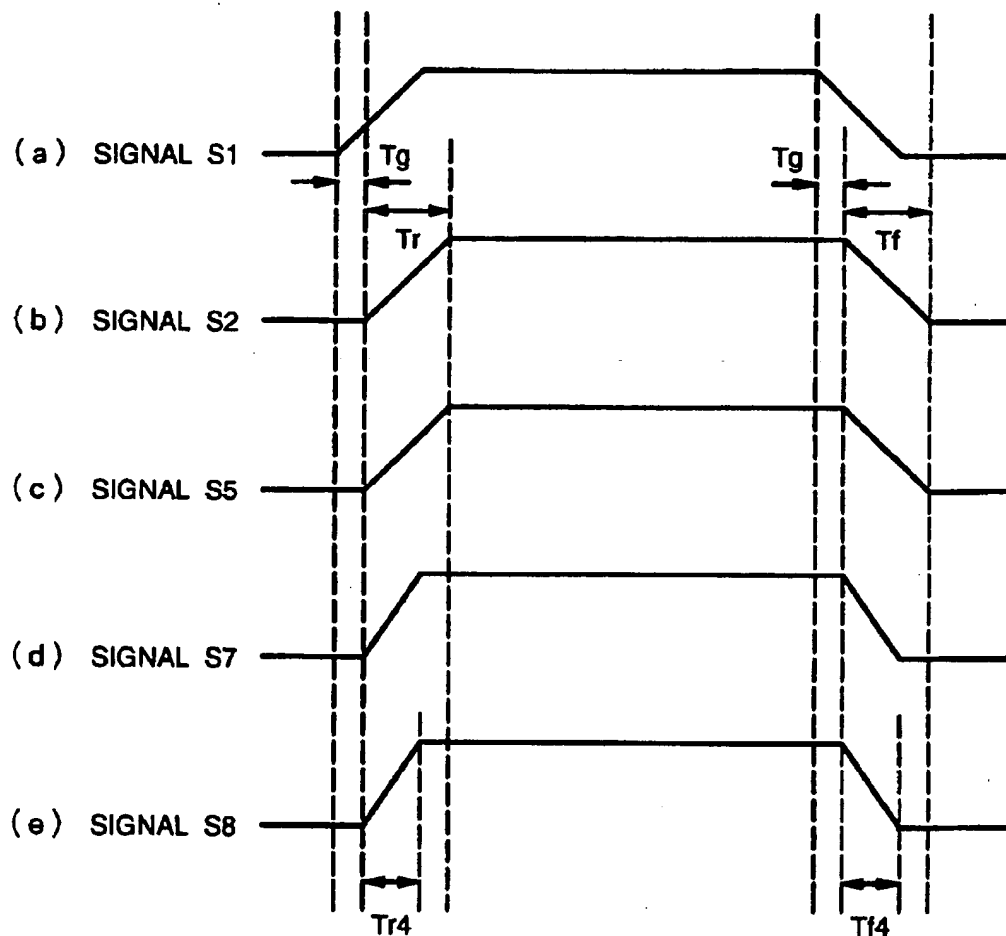 (a) SIGNAL S1
Tg
Tg
Tr
Tf
(b) SIGNAL S2
(c) SIGNAL S5
(d) SIGNAL S7
(e) SIGNAL S8
Tr4
Tf4